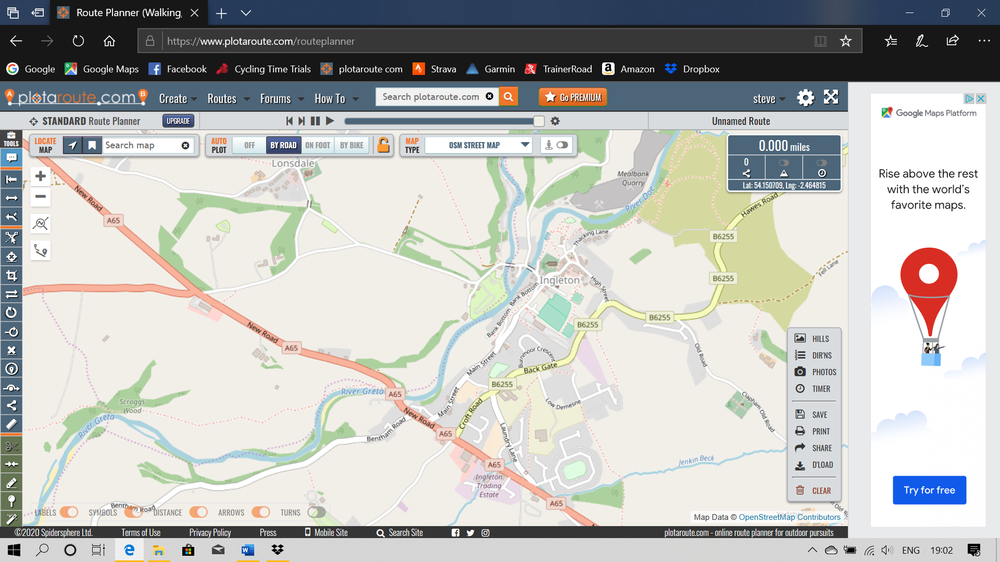 Route Planner (Walking,
https://www.plotaroute.com/routeplanner
Google Google Maps Facebook Cycling Time Trials plotaroute com Strava Garmin TrainerRoad Amazon Dropbox
A plotaroute.com B Create Routes Forums How To Search plotaroute.com Go PREMIUM steve
STANDARD Route Planner UPGRADE Unnamed Route
TOOLS
LOCATE MAP Search map
AUTO PLOT OFF BY ROAD ON FOOT BY BIKE
MAP TYPE OSM STREET MAP
0.000 miles
0
Lat: 54.150709, Lng: -2.464815
Lonsdale
Mealbank Quarry
River Doe
Hawes Road
New Road
A65
B6255
Thacking Lane
Fell Lane
Ingleton
High Street
B6255
Bank Bottom
Bank Bottom
B6255
B6255
New Road
A65
Burnmoor Crescent
Old Road
Main Street
Back Gate
B6255
River Greta
A65
Low Demesne
Clapham Old Road
Scroggs Wood
River Greta
Main Street
New Road
Croft Road
Bentham Road
A65
Laundry Lane
A65
Jenkin Beck
Ingleton Trading Estate
A65
Bentham Road
HILLS
DIR'NS
PHOTOS
TIMER
SAVE
PRINT
SHARE
D'LOAD
CLEAR
LABELS SYMBOLS DISTANCE ARROWS TURNS
Map Data © OpenStreetMap Contributors
©2020 Spidersphere Ltd. Terms of Use Privacy Policy Press Mobile Site Search Site plotaroute.com - online route planner for outdoor pursuits
Google Maps Platform
Rise above the rest
with the world's
favorite maps.
Try for free
ENG 19:02